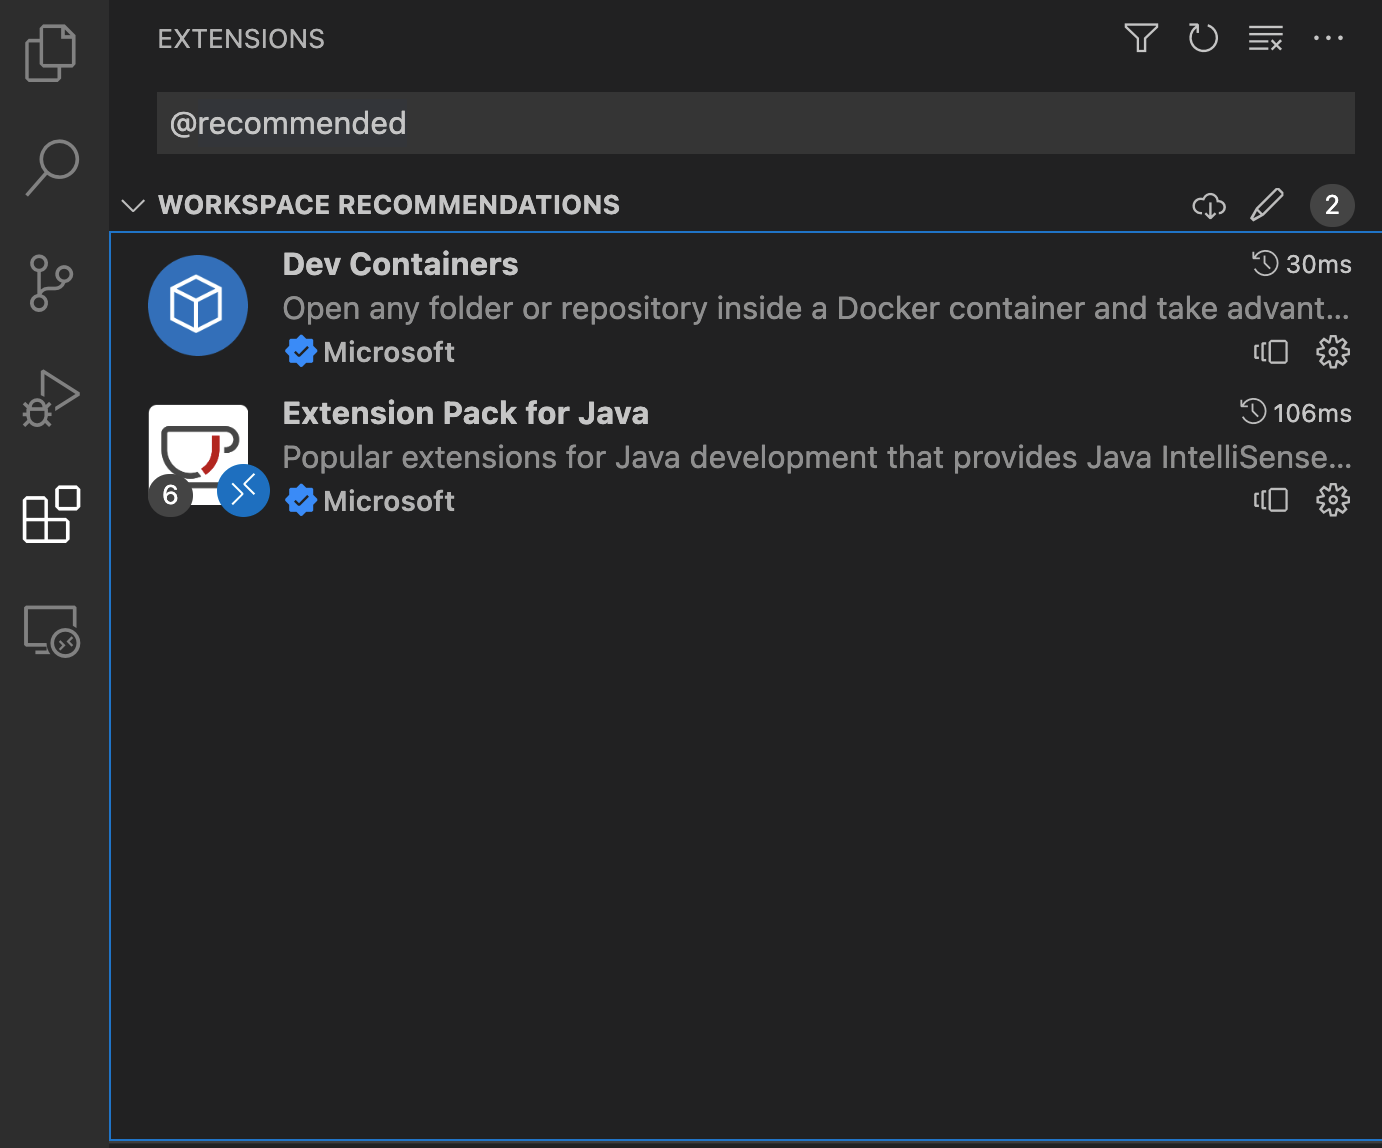 EXTENSIONS
@recommended
WORKSPACE RECOMMENDATIONS 2
Dev Containers 30ms
Open any folder or repository inside a Docker container and take advant...
Microsoft
Extension Pack for Java 106ms
Popular extensions for Java development that provides Java IntelliSense...
6 Microsoft